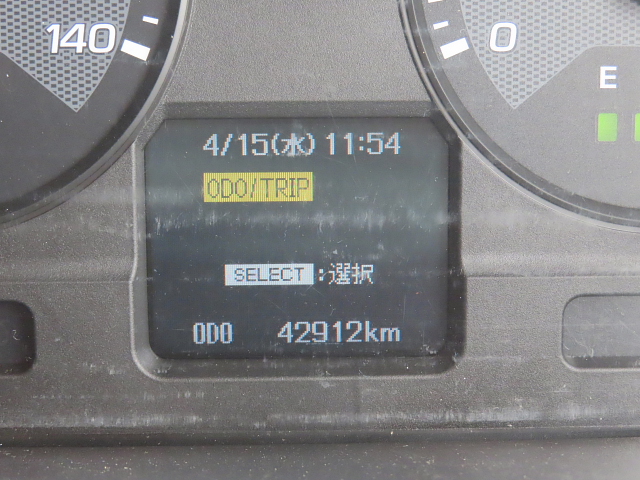 140
0
E
4/15(水) 11:54
ODO/TRIP
SELECT :選択
ODO 42912km